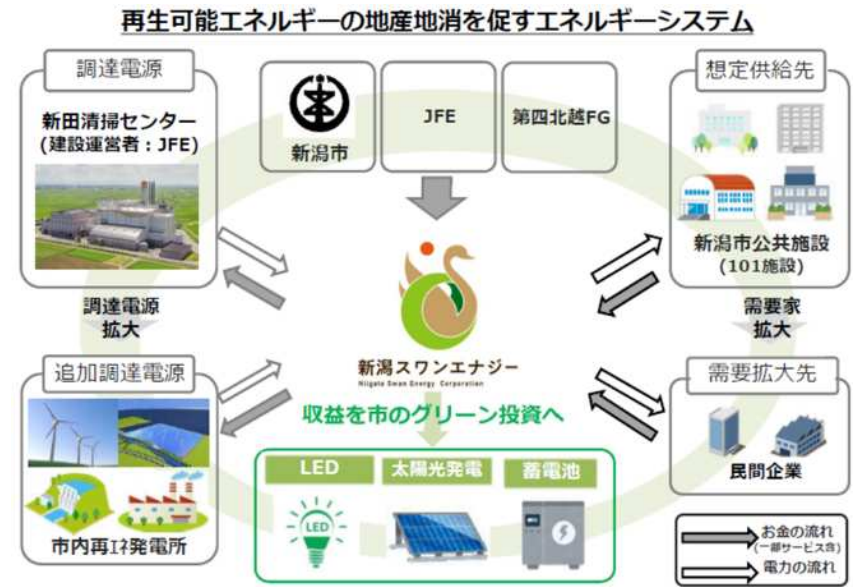 再生可能エネルギーの地産地消を促すエネルギーシステム
調達電源
新田清掃センター
(建設運営者：JFE)
新潟市
JFE
第四北越FG
想定供給先
新潟市公共施設
(101施設)
調達電源
拡大
需要家
拡大
新潟スワンエナジー
Niigata Swan Energy Corporation
追加調達電源
市内再ｴﾈ発電所
収益を市のグリーン投資へ
LED
太陽光発電
蓄電池
LED
需要拡大先
民間企業
お金の流れ
(一部サービス含)
電力の流れ